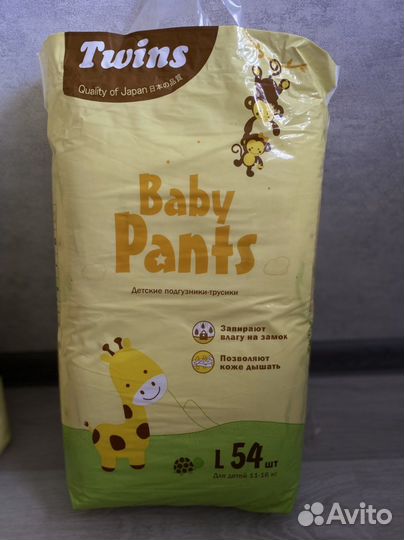 Twins
Quality of Japan 日本の品質
Baby
Pants
Детские подгузники-трусики
Запирают
влагу на замок
Позволяют
коже дышать
L 54 шт
Для детей 11-16 кг
Avito